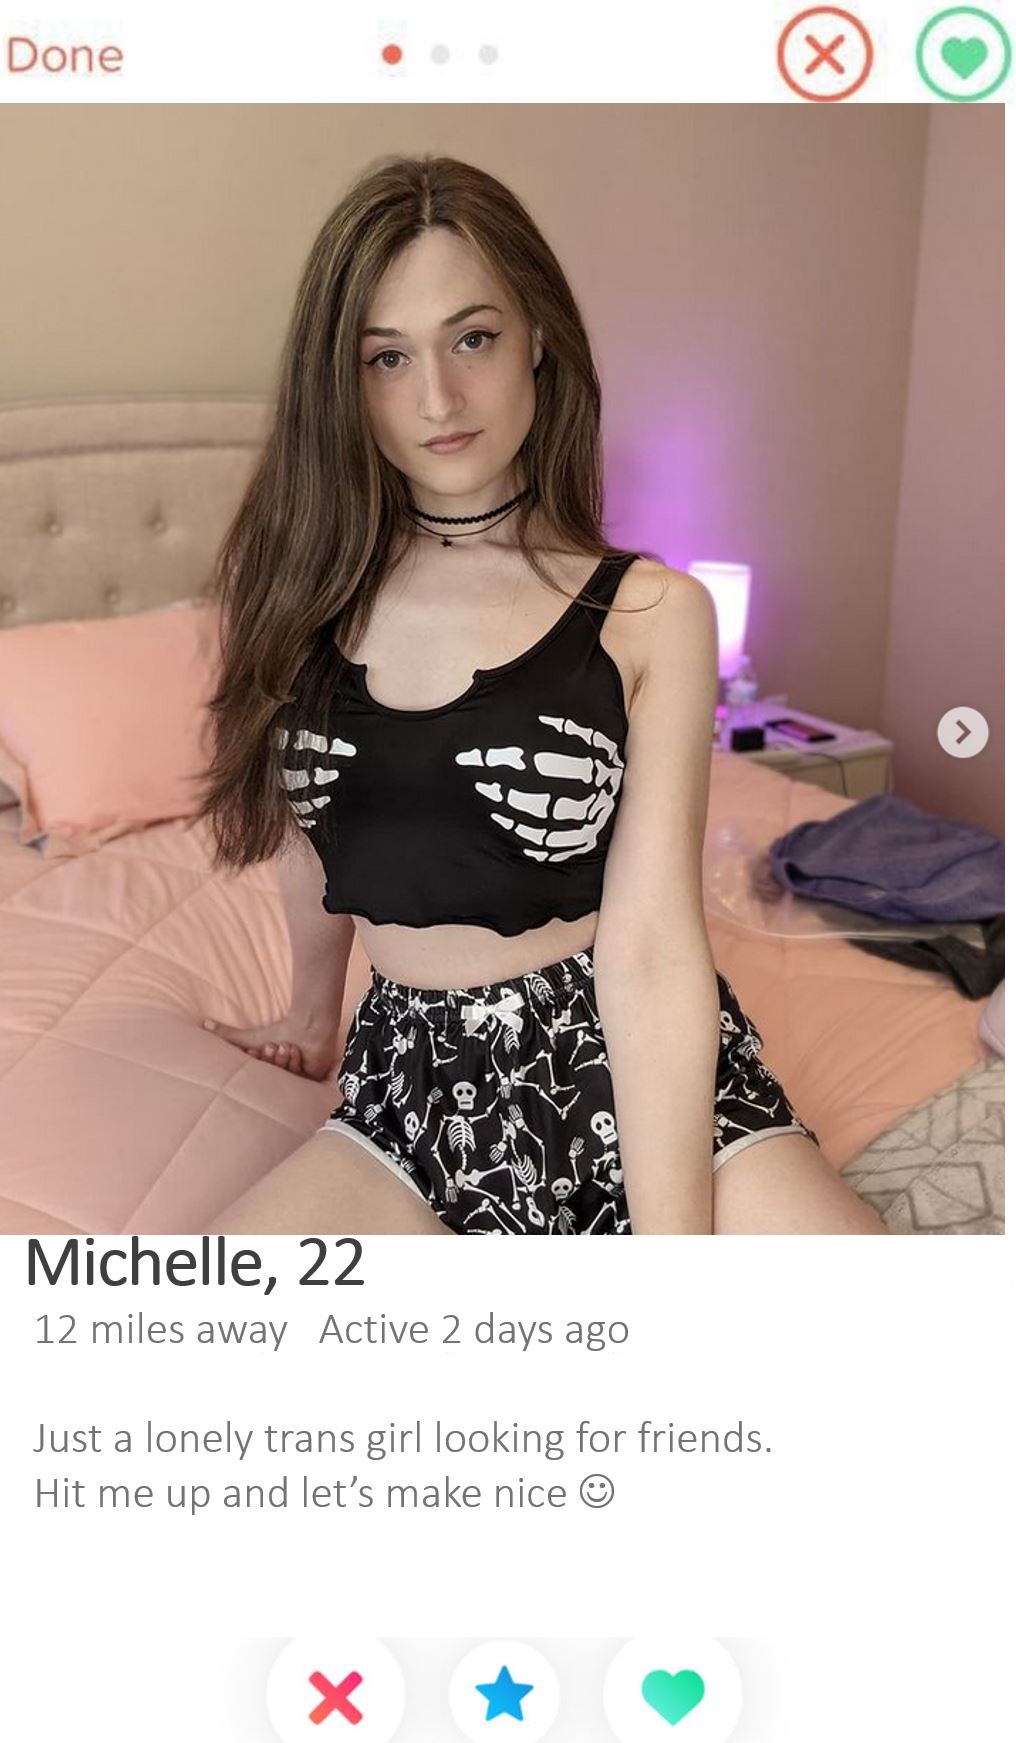 Done
Michelle, 22
12 miles away Active 2 days ago
Just a lonely trans girl looking for friends.
Hit me up and let’s make nice ☺